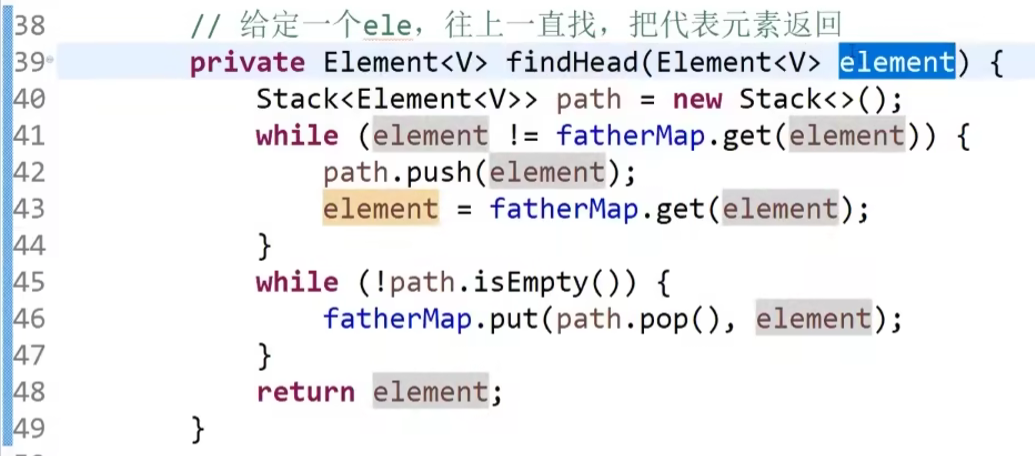 38 // 给定一个ele，往上一直找，把代表元素返回
39 private Element<V> findHead(Element<V> element) {
40 Stack<Element<V>> path = new Stack<>();
41 while (element != fatherMap.get(element)) {
42 path.push(element);
43 element = fatherMap.get(element);
44 }
45 while (!path.isEmpty()) {
46 fatherMap.put(path.pop(), element);
47 }
48 return element;
49 }